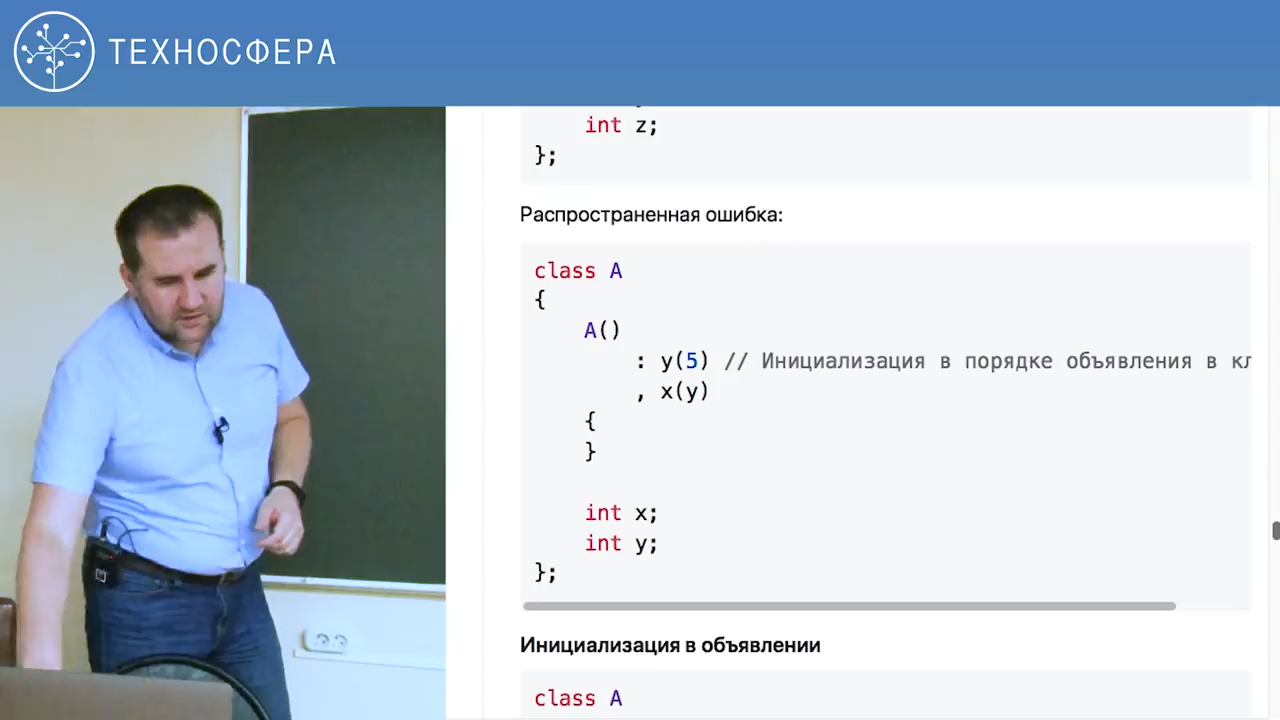 ТЕХНОСФЕРА
int z;
};
Распространенная ошибка:
class A
{
A()
: y(5) // Инициализация в порядке объявления в кл
, x(y)
{
}
int x;
int y;
};
Инициализация в объявлении
class A